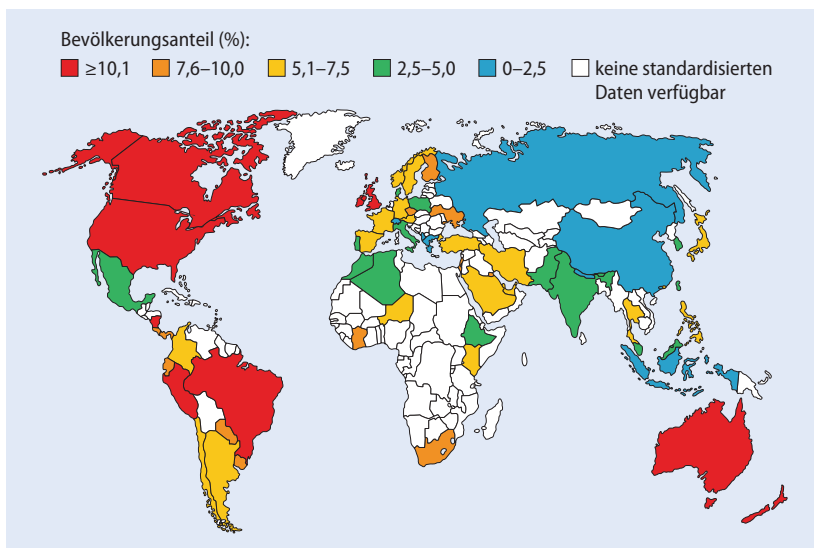 Bevölkerungsanteil (%):
≥10,1 7,6–10,0 5,1–7,5 2,5–5,0 0–2,5 keine standardisierten
Daten verfügbar